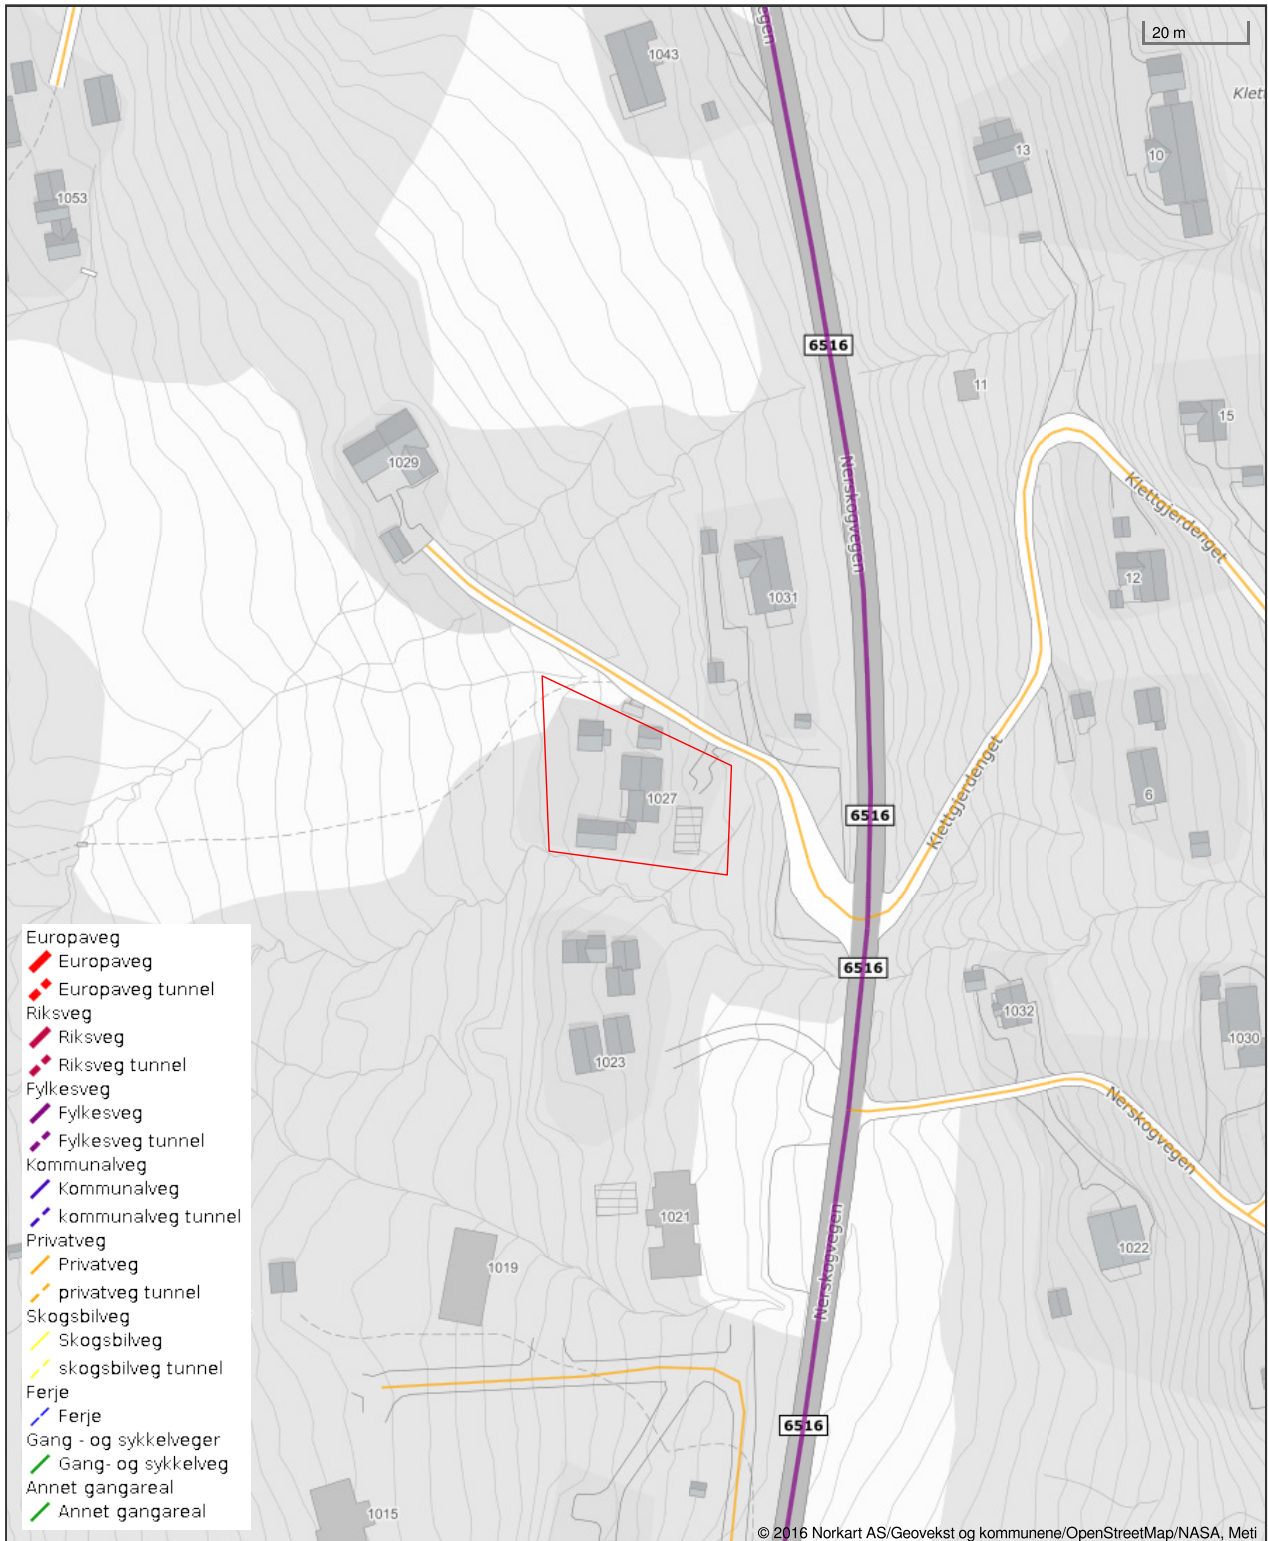 egen
20 m
1043
Klet
13
10
1053
6516
11
15
1029
Nerskogvegen
Klettgjerdenget
12
1031
6
1027
6516
Klettgjerdenget
6516
1032
1030
1023
Nerskogvegen
1021
1022
1019
Nerskogvegen
6516
1015
Europaveg
Europaveg
Europaveg tunnel
Riksveg
Riksveg
Riksveg tunnel
Fylkesveg
Fylkesveg
Fylkesveg tunnel
Kommunalveg
Kommunalveg
kommunalveg tunnel
Privatveg
Privatveg
privatveg tunnel
Skogsbilveg
Skogsbilveg
skogsbilveg tunnel
Ferje
Ferje
Gang - og sykkelveger
Gang- og sykkelveg
Annet gangareal
Annet gangareal
© 2016 Norkart AS/Geovekst og kommunene/OpenStreetMap/NASA, Meti